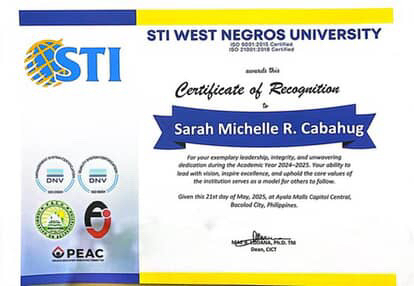 STI
STI WEST NEGROS UNIVERSITY
ISO 9001:2015 Certified
ISO 21001:2018 Certified
awards this
Certificate of Recognition
to
Sarah Michelle R. Cabahug
For your exemplary leadership, integrity, and unwavering
dedication during the Academic Year 2024–2025. Your ability
to lead with vision, inspire excellence, and uphold the core values of
the institution serves as a model for others to follow.
Given this 21st day of May, 2025, at Ayala Malls Capital Central,
Bacolod City, Philippines.
Ph.D. TM
Dean, CICT
DNV
DNV
PEAC